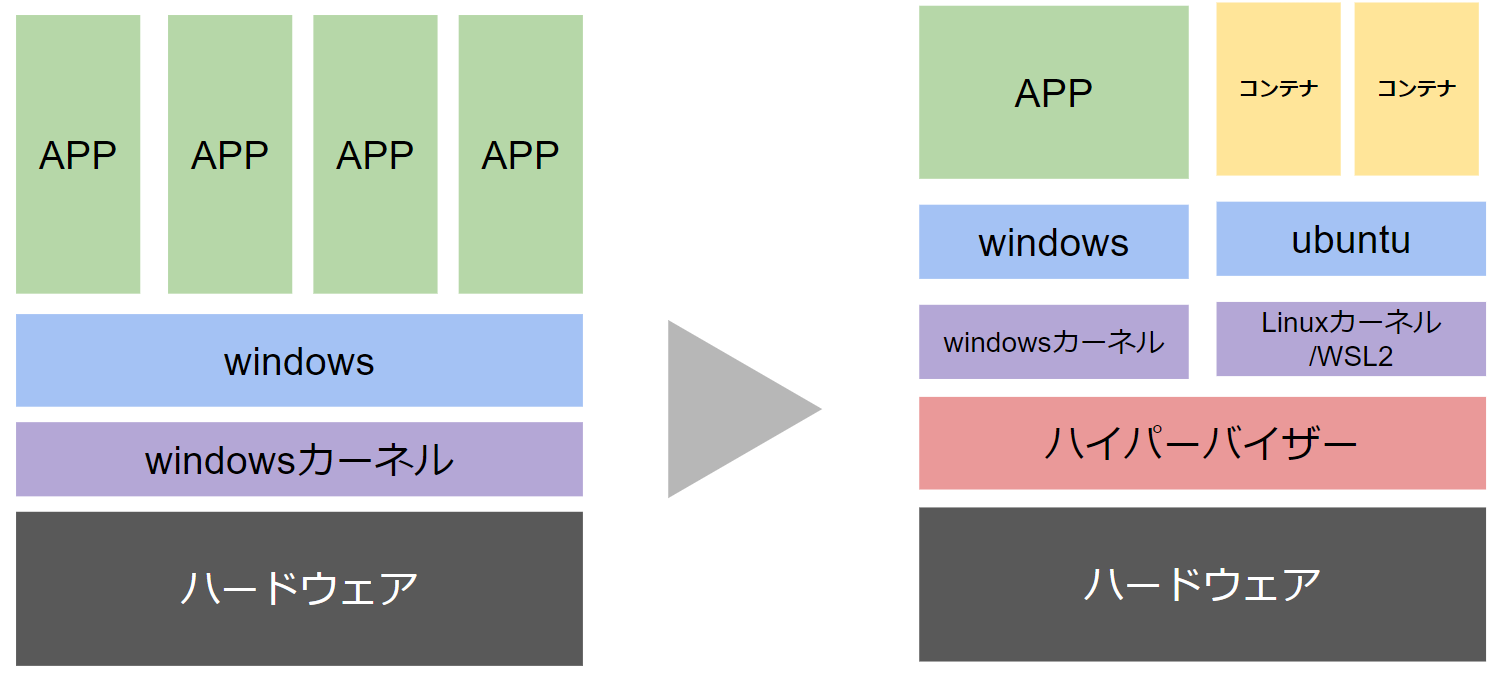 APP
APP
APP
APP
windows
windowsカーネル
ハードウェア
APP
コンテナ
コンテナ
windows
ubuntu
windowsカーネル
Linuxカーネル
/WSL2
ハイパーバイザー
ハードウェア